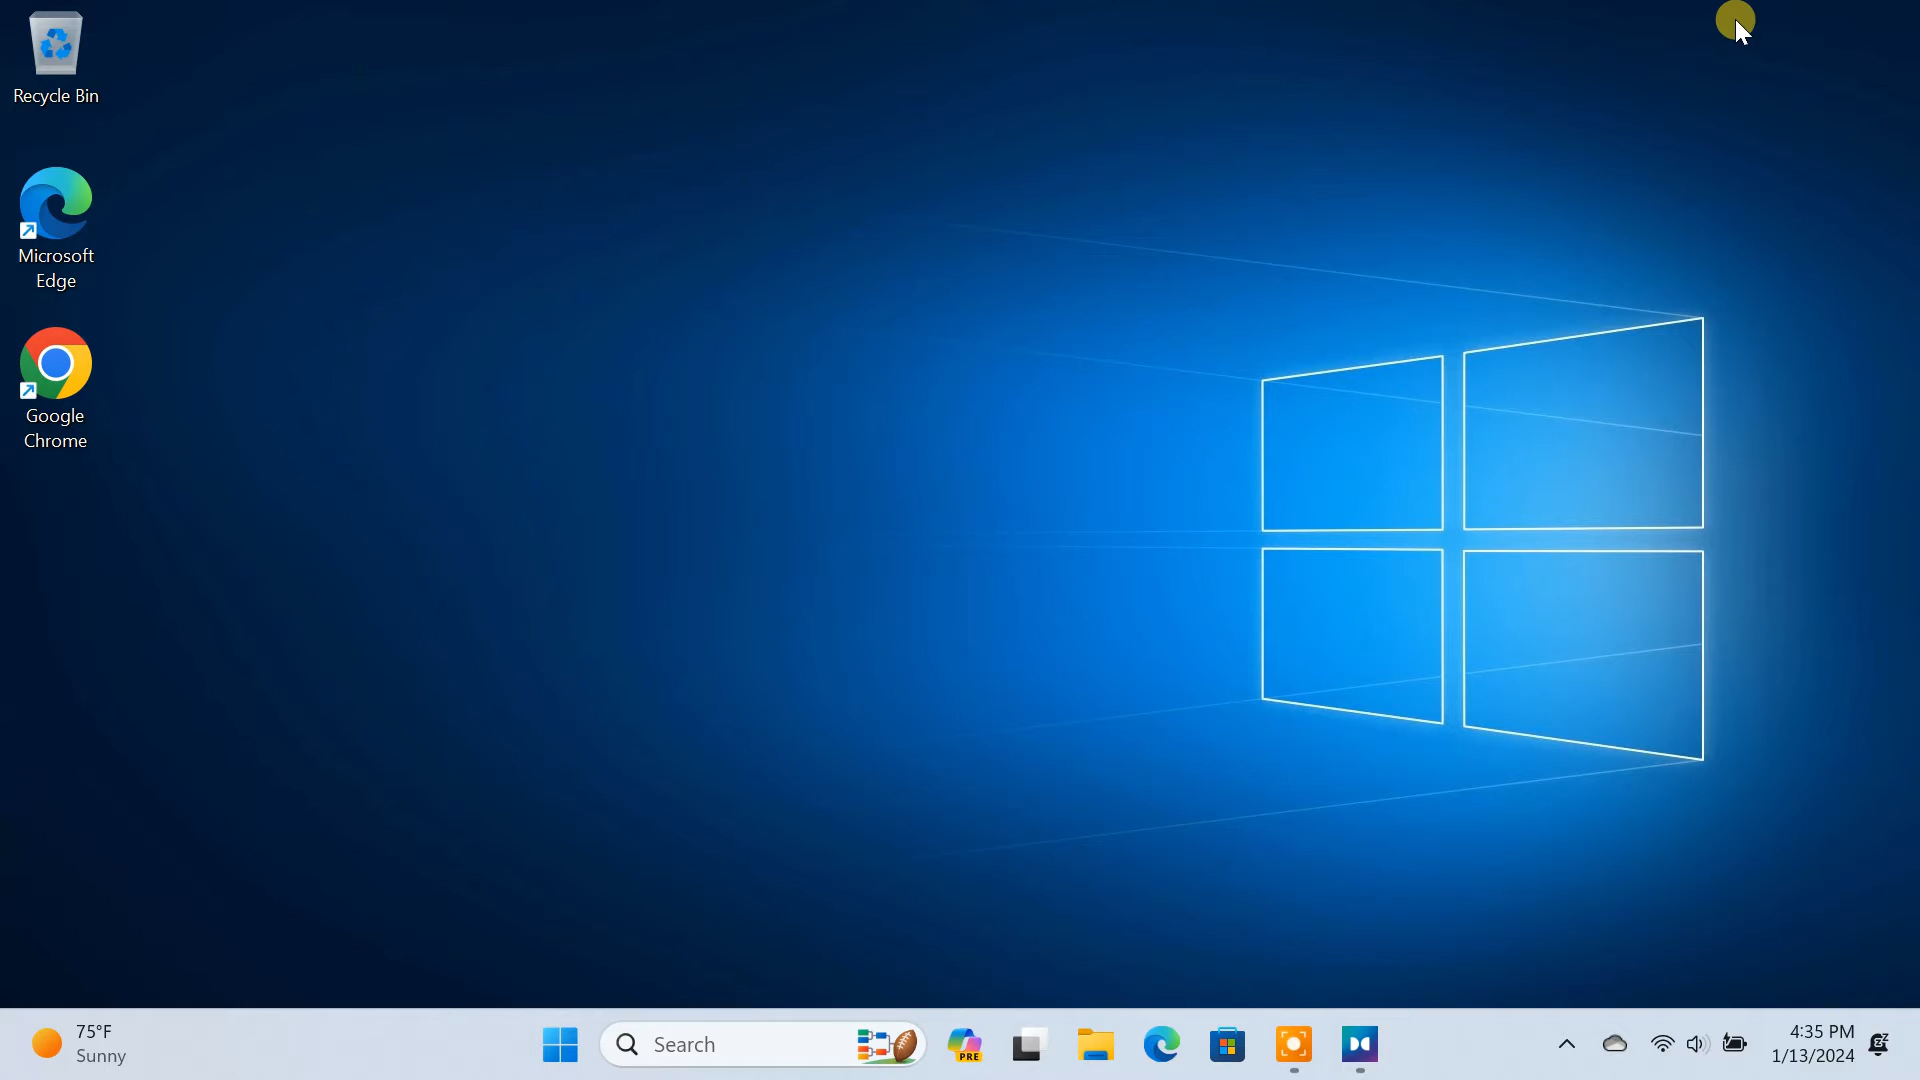 Recycle Bin
Microsoft
Edge
Google
Chrome
75°F
Sunny
Search
PRE
4:35 PM
1/13/2024